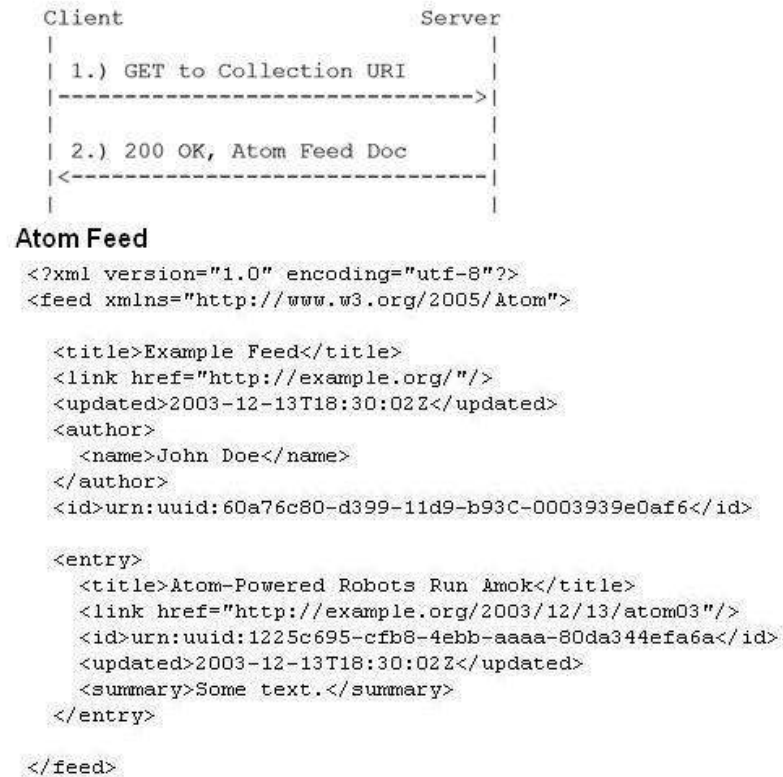 Client Server
| |
| 1.) GET to Collection URI |
|------------------------------->|
| |
| 2.) 200 OK, Atom Feed Doc |
|<-------------------------------|
| |
Atom Feed
<?xml version="1.0" encoding="utf-8"?>
<feed xmlns="http://www.w3.org/2005/Atom">
<title>Example Feed</title>
<link href="http://example.org/"/>
<updated>2003-12-13T18:30:02Z</updated>
<author>
<name>John Doe</name>
</author>
<id>urn:uuid:60a76c80-d399-11d9-b93C-0003939e0af6</id>
<entry>
<title>Atom-Powered Robots Run Amok</title>
<link href="http://example.org/2003/12/13/atom03"/>
<id>urn:uuid:1225c695-cfb8-4ebb-aaaa-80da344efa6a</id>
<updated>2003-12-13T18:30:02Z</updated>
<summary>Some text.</summary>
</entry>
</feed>